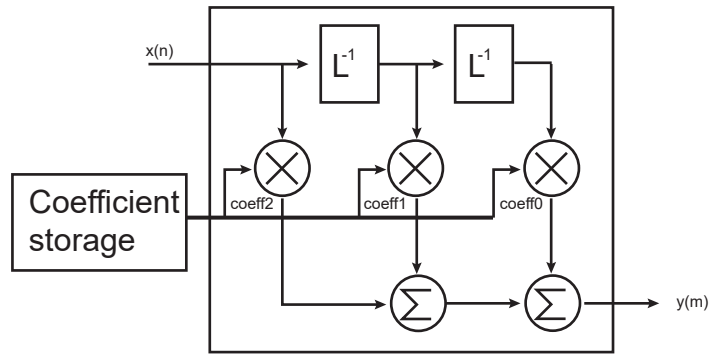 x(n)
L-1
L-1
coeff2
coeff1
coeff0
Coefficient
storage
Σ
Σ
y(m)